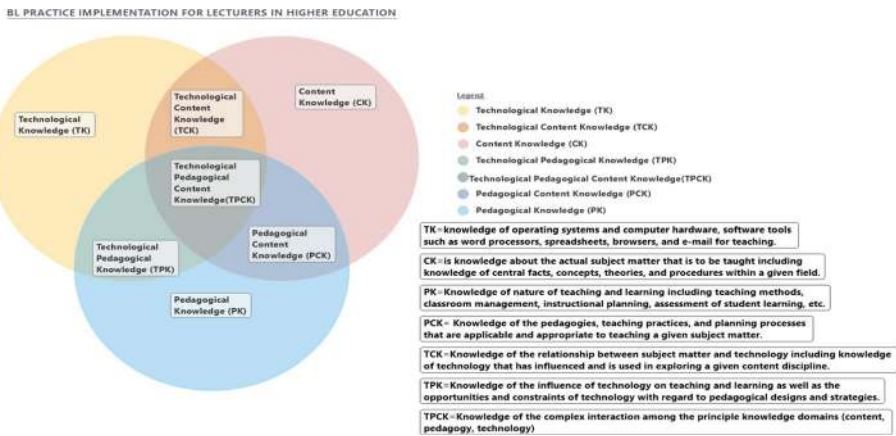 BL PRACTICE IMPLEMENTATION FOR LECTURERS IN HIGHER EDUCATION
Technological
Knowledge (TK)
Technological
Content
Knowledge
(TCK)
Content
Knowledge (CK)
Technological
Pedagogical
Content
Knowledge(TPCK)
Technological
Pedagogical
Knowledge (TPK)
Pedagogical
Content
Knowledge (PCK)
Pedagogical
Knowledge (PK)
Legend
Technological Knowledge (TK)
Technological Content Knowledge (TCK)
Content Knowledge (CK)
Technological Pedagogical Knowledge (TPK)
Technological Pedagogical Content Knowledge(TPCK)
Pedagogical Content Knowledge (PCK)
Pedagogical Knowledge (PK)
TK=knowledge of operating systems and computer hardware, software tools
such as word processors, spreadsheets, browsers, and e-mail for teaching.
CK=is knowledge about the actual subject matter that is to be taught including
knowledge of central facts, concepts, theories, and procedures within a given field.
PK=Knowledge of nature of teaching and learning including teaching methods,
classroom management, instructional planning, assessment of student learning, etc.
PCK= Knowledge of the pedagogies, teaching practices, and planning processes
that are applicable and appropriate to teaching a given subject matter.
TCK=Knowledge of the relationship between subject matter and technology including knowledge
of technology that has influenced and is used in exploring a given content discipline.
TPK=Knowledge of the influence of technology on teaching and learning as well as the
opportunities and constraints of technology with regard to pedagogical designs and strategies.
TPCK=Knowledge of the complex interaction among the principle knowledge domains (content,
pedagogy, technology)